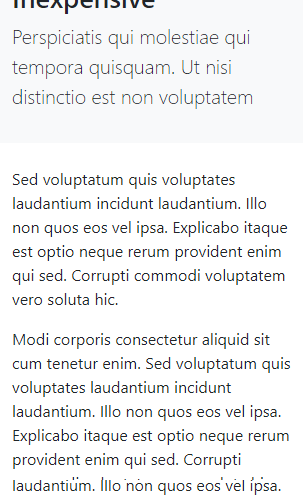 Inexpensive
Perspiciatis qui molestiae qui
tempora quisquam. Ut nisi
distinctio est non voluptatem
Sed voluptatum quis voluptates
laudantium incidunt laudantium. Illo
non quos eos vel ipsa. Explicabo itaque
est optio neque rerum provident enim
qui sed. Corrupti commodi voluptatem
vero soluta hic.
Modi corporis consectetur aliquid sit
cum tenetur enim. Sed voluptatum quis
voluptates laudantium incidunt
laudantium. Illo non quos eos vel ipsa.
Explicabo itaque est optio neque rerum
provident enim qui sed. Corrupti
laudantium. Illo non quos eos vel ipsa.